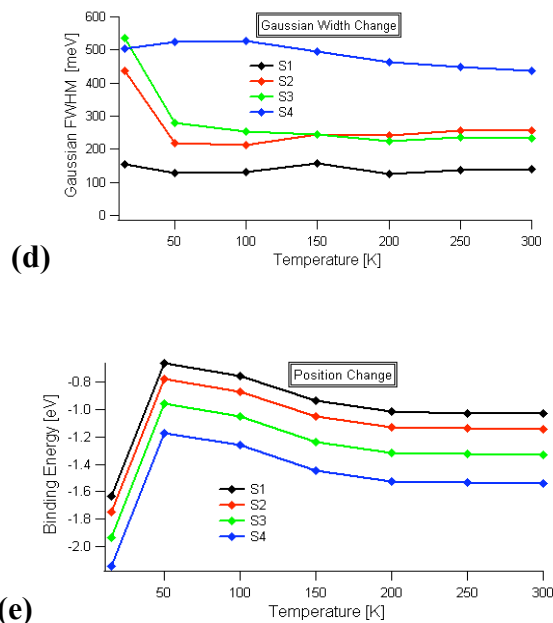 Gaussian Width Change
Gaussian FWHM [meV]
600
500
400
300
200
100
0
S1
S2
S3
S4
50 100 150 200 250 300
Temperature [K]
(d)
Position Change
Binding Energy [eV]
-0.8
-1.0
-1.2
-1.4
-1.6
-1.8
-2.0
S1
S2
S3
S4
50 100 150 200 250 300
Temperature [K]
(e)